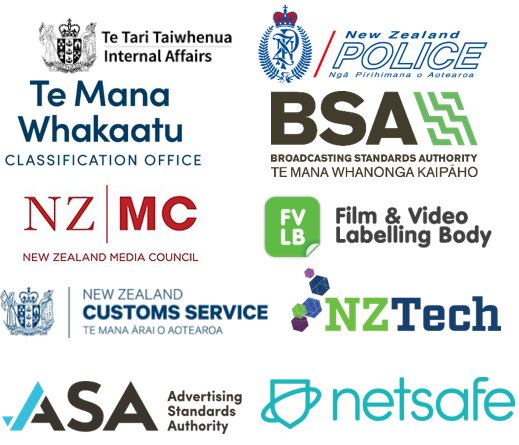 Te Tari Taiwhenua
Internal Affairs
New Zealand
POLICE
Ngā Pirihimana o Aotearoa
Te Mana
Whakaatu
CLASSIFICATION OFFICE
BSA
BROADCASTING STANDARDS AUTHORITY
TE MANA WHANONGA KAIPĀHO
NZ MC
NEW ZEALAND MEDIA COUNCIL
FV
LB
Film & Video
Labelling Body
NEW ZEALAND
CUSTOMS SERVICE
TE MANA ĀRAI O AOTEAROA
NZTech
ASA
Advertising
Standards
Authority
netsafe